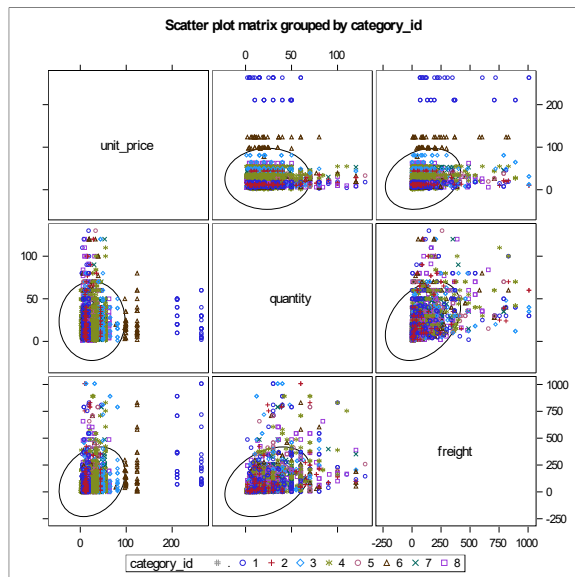 Scatter plot matrix grouped by category_id
0 50 100
unit_price
200
100
0
100
50
0
quantity
freight
1000
750
500
250
0
-250
0 100 200
-250 0 250 500 750 1000
category_id . 1 2 3 4 5 6 7 8